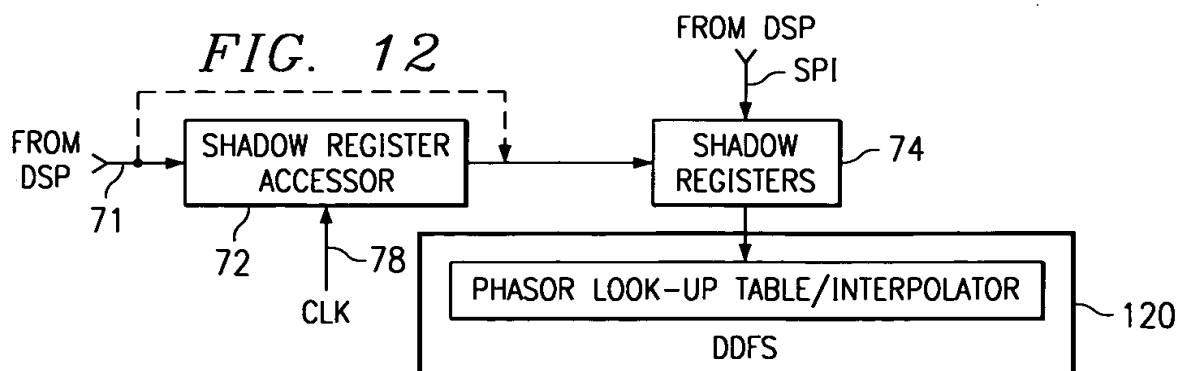 FIG. 12
FROM DSP
SPI
FROM
DSP
71
SHADOW REGISTER
ACCESSOR
72
78
CLK
SHADOW
REGISTERS
74
PHASOR LOOK-UP TABLE/INTERPOLATOR
DDFS
120